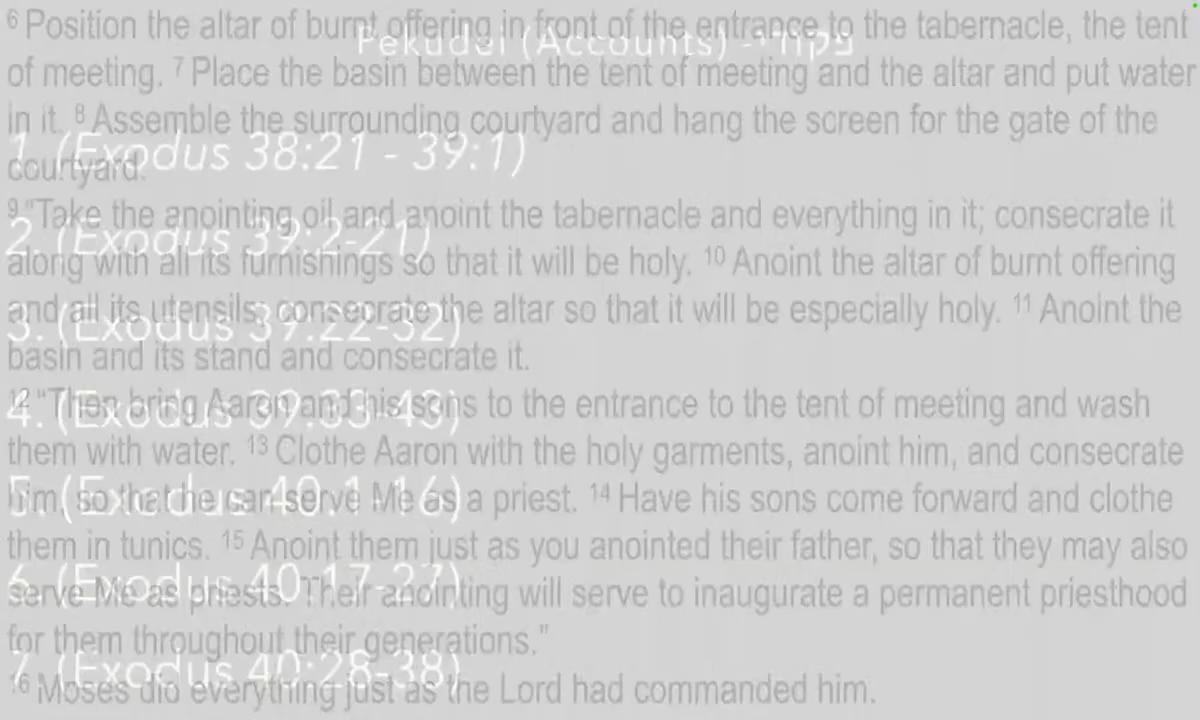 Pekudei (Accounts) - פקודי
1. (Exodus 38:21 - 39:1)
2. (Exodus 39:2-21)
3. (Exodus 39:22-32)
4. (Exodus 39:33-43)
5. (Exodus 40:1-16)
6. (Exodus 40:17-27)
7. (Exodus 40:28-38)
6 Position the altar of burnt offering in front of the entrance to the tabernacle, the tent
of meeting. 7 Place the basin between the tent of meeting and the altar and put water
in it. 8 Assemble the surrounding courtyard and hang the screen for the gate of the
courtyard.
9 “Take the anointing oil and anoint the tabernacle and everything in it; consecrate it
along with all its furnishings so that it will be holy. 10 Anoint the altar of burnt offering
and all its utensils; consecrate the altar so that it will be especially holy. 11 Anoint the
basin and its stand and consecrate it.
12 “Then bring Aaron and his sons to the entrance to the tent of meeting and wash
them with water. 13 Clothe Aaron with the holy garments, anoint him, and consecrate
him, so that he can serve Me as a priest. 14 Have his sons come forward and clothe
them in tunics. 15 Anoint them just as you anointed their father, so that they may also
serve Me as priests. Their anointing will serve to inaugurate a permanent priesthood
for them throughout their generations.”
16 Moses did everything just as the Lord had commanded him.